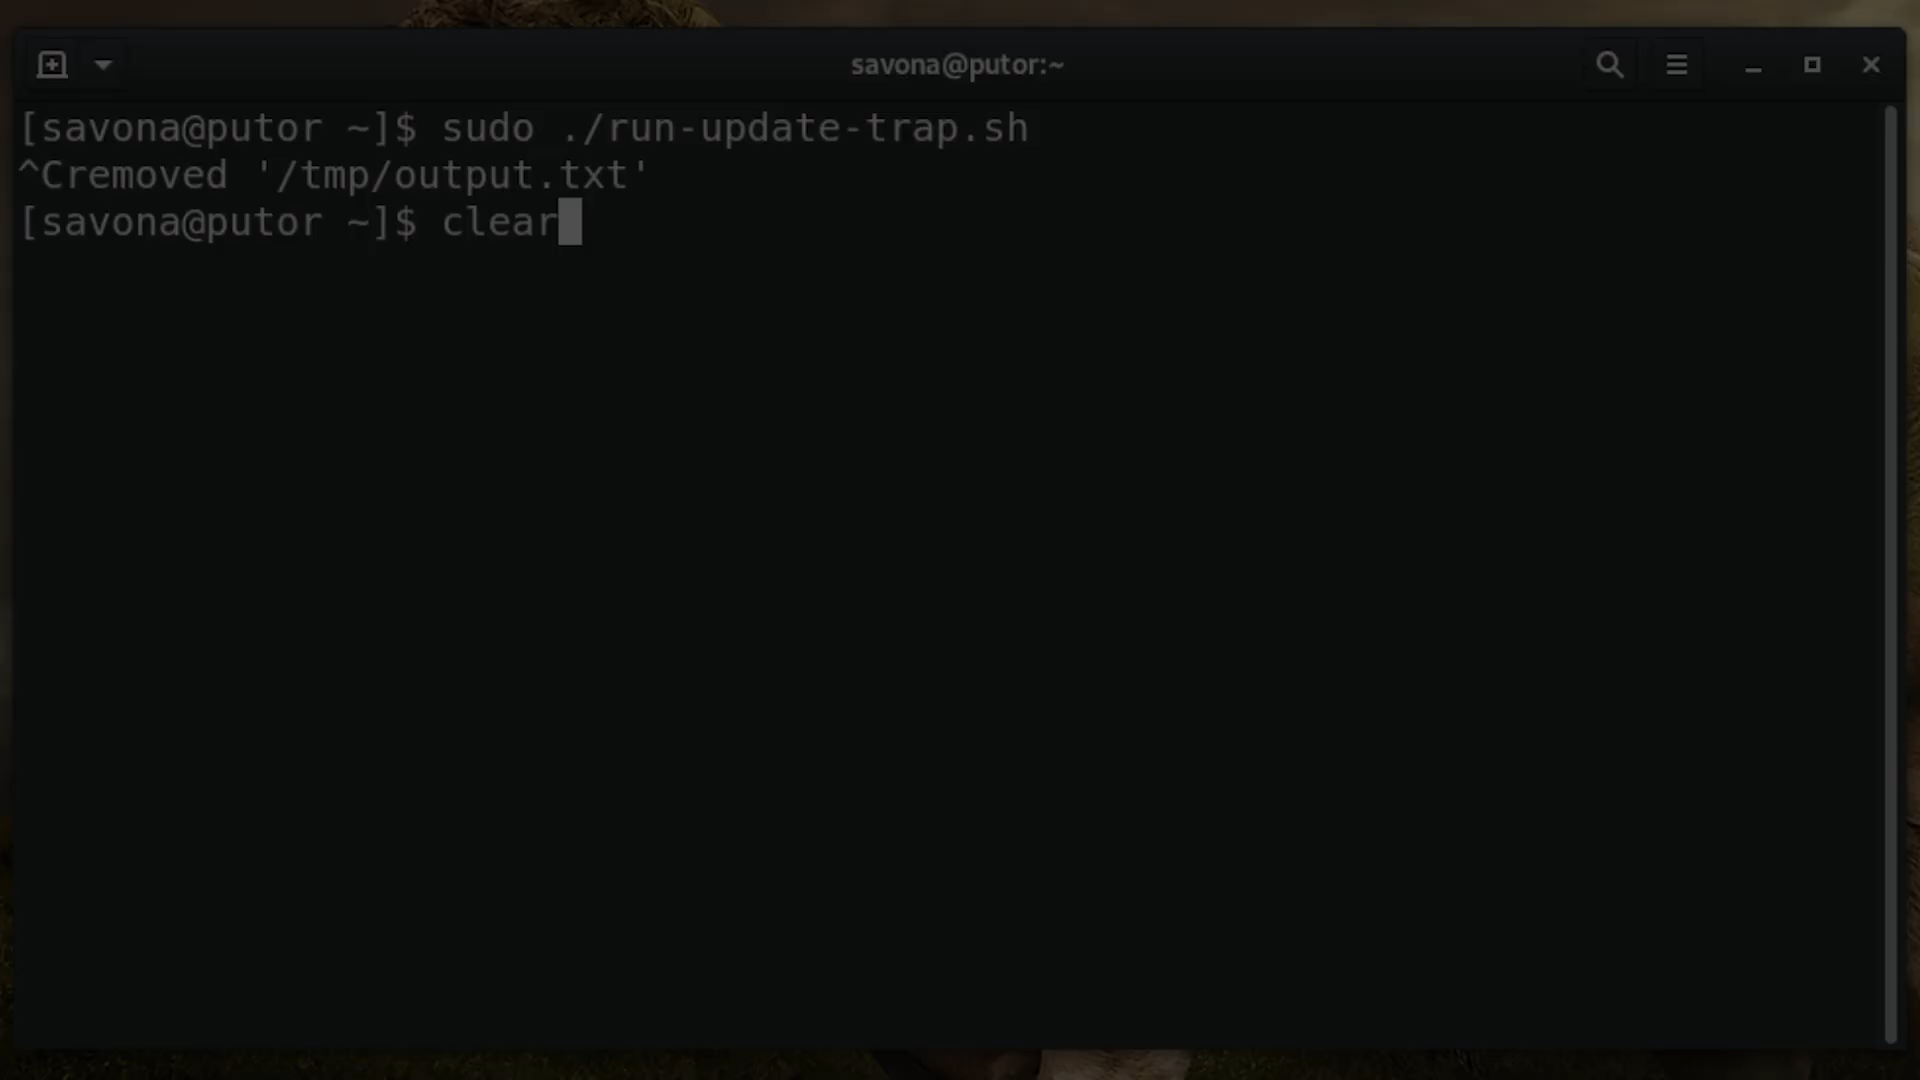 savona@putor:~
[savona@putor ~]$ sudo ./run-update-trap.sh
^Cremoved '/tmp/output.txt'
[savona@putor ~]$ clear